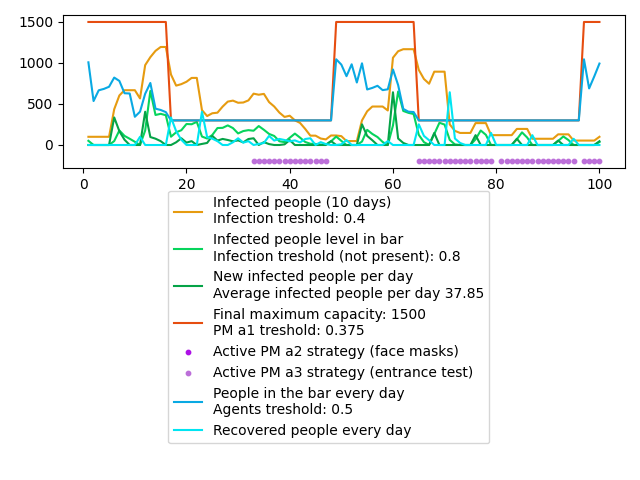 1500
1000
500
0
0 20 40 60 80 100
Infected people (10 days)
Infection treshold: 0.4
Infected people level in bar
Infection treshold (not present): 0.8
New infected people per day
Average infected people per day 37.85
Final maximum capacity: 1500
PM a1 treshold: 0.375
Active PM a2 strategy (face masks)
Active PM a3 strategy (entrance test)
People in the bar every day
Agents treshold: 0.5
Recovered people every day